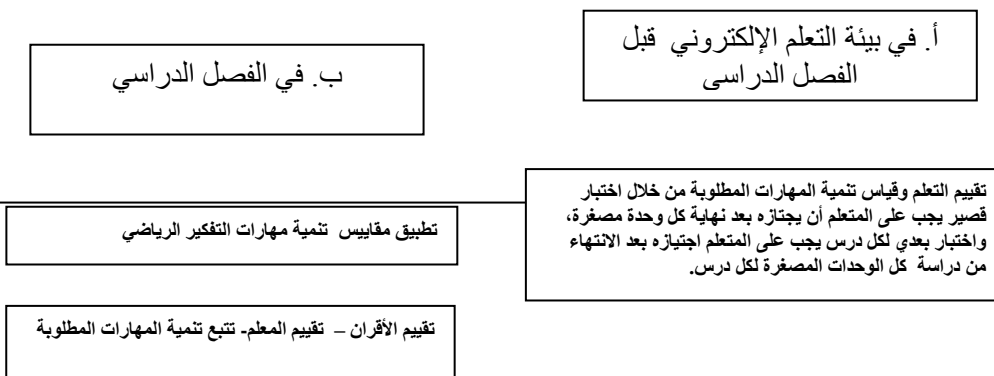 أ. في بيئة التعلم الإلكتروني قبل
الفصل الدراسى
ب. في الفصل الدراسي
تقييم التعلم وقياس تنمية المهارات المطلوبة من خلال اختبار
قصير يجب على المتعلم أن يجتازه بعد نهاية كل وحدة مصغرة،
واختبار بعدي لكل درس يجب على المتعلم اجتيازه بعد الانتهاء
من دراسة كل الوحدات المصغرة لكل درس.
تطبيق مقاييس تنمية مهارات التفكير الرياضي
تقييم الأقران – تقييم المعلم- تتبع تنمية المهارات المطلوبة